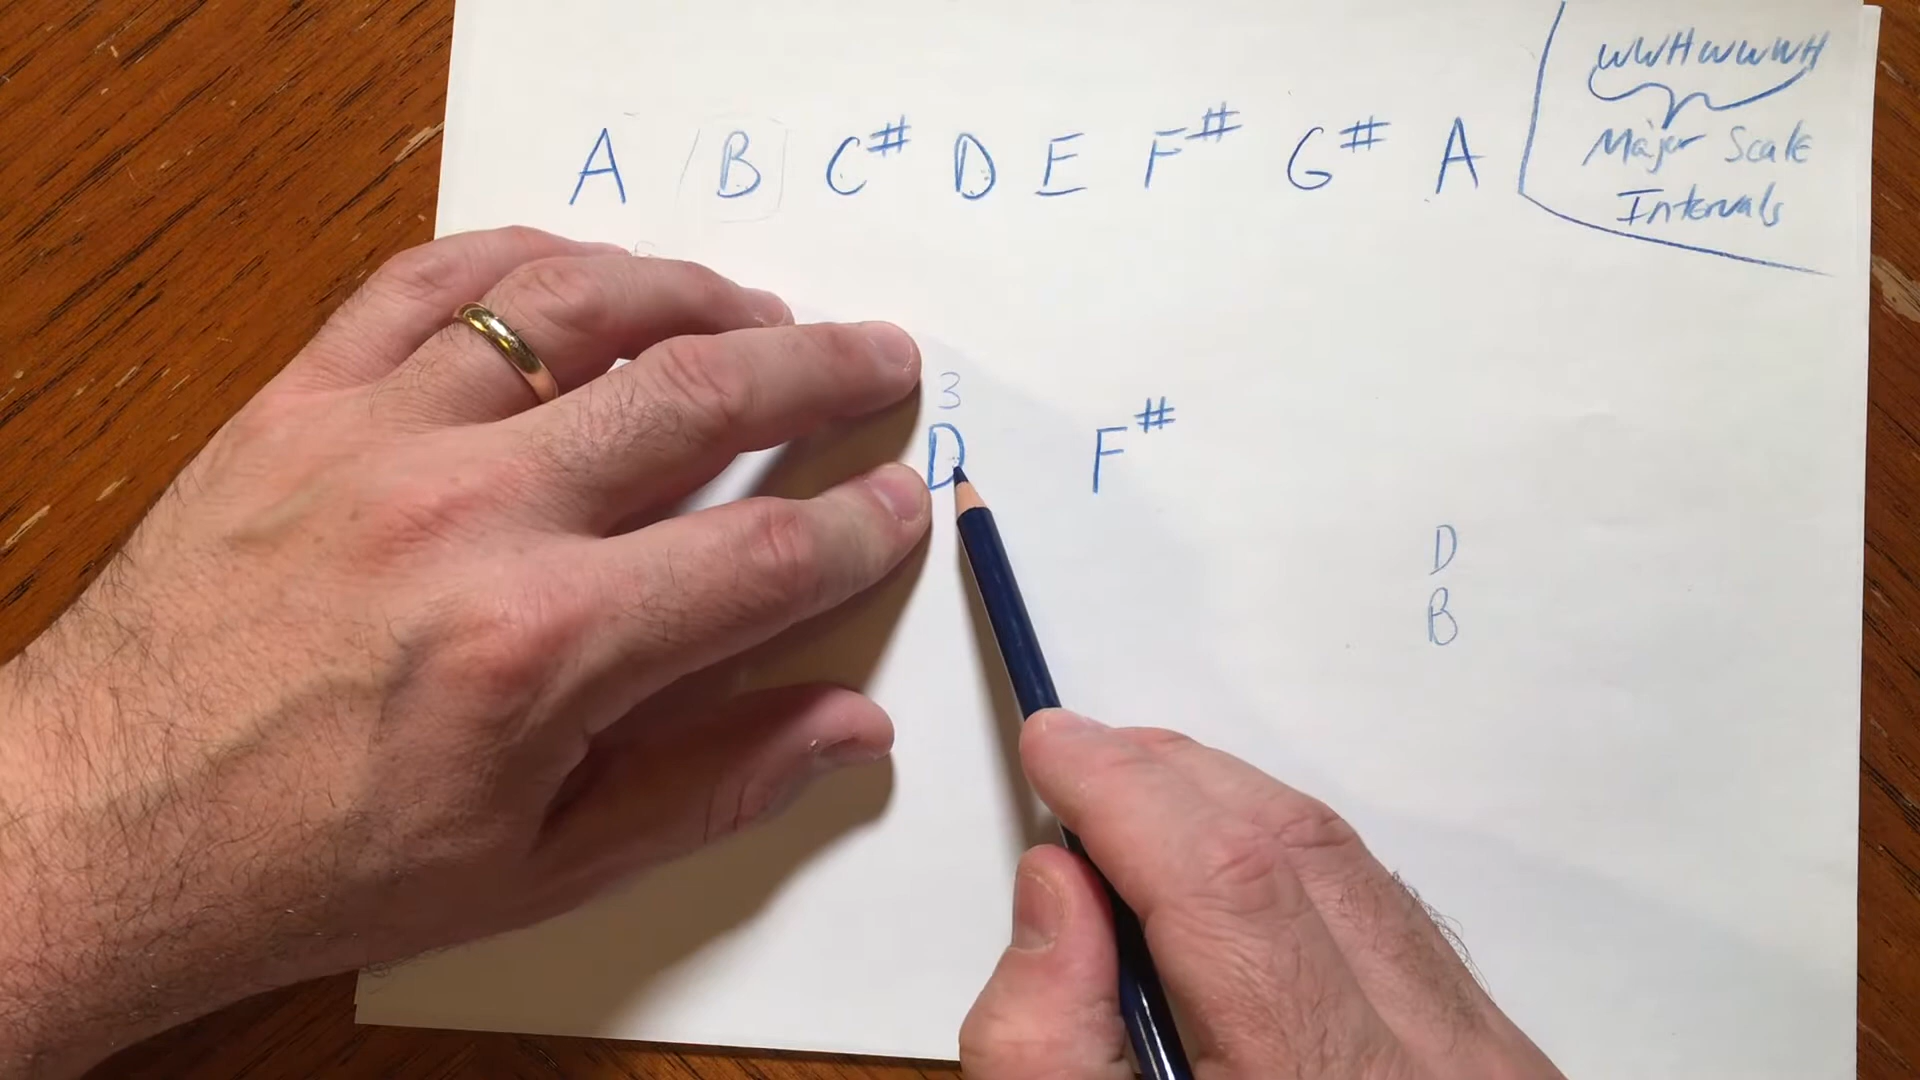 WWHWWWH
Major Scale
Intervals
A B C# D E F# G# A
3
D F#
D
B